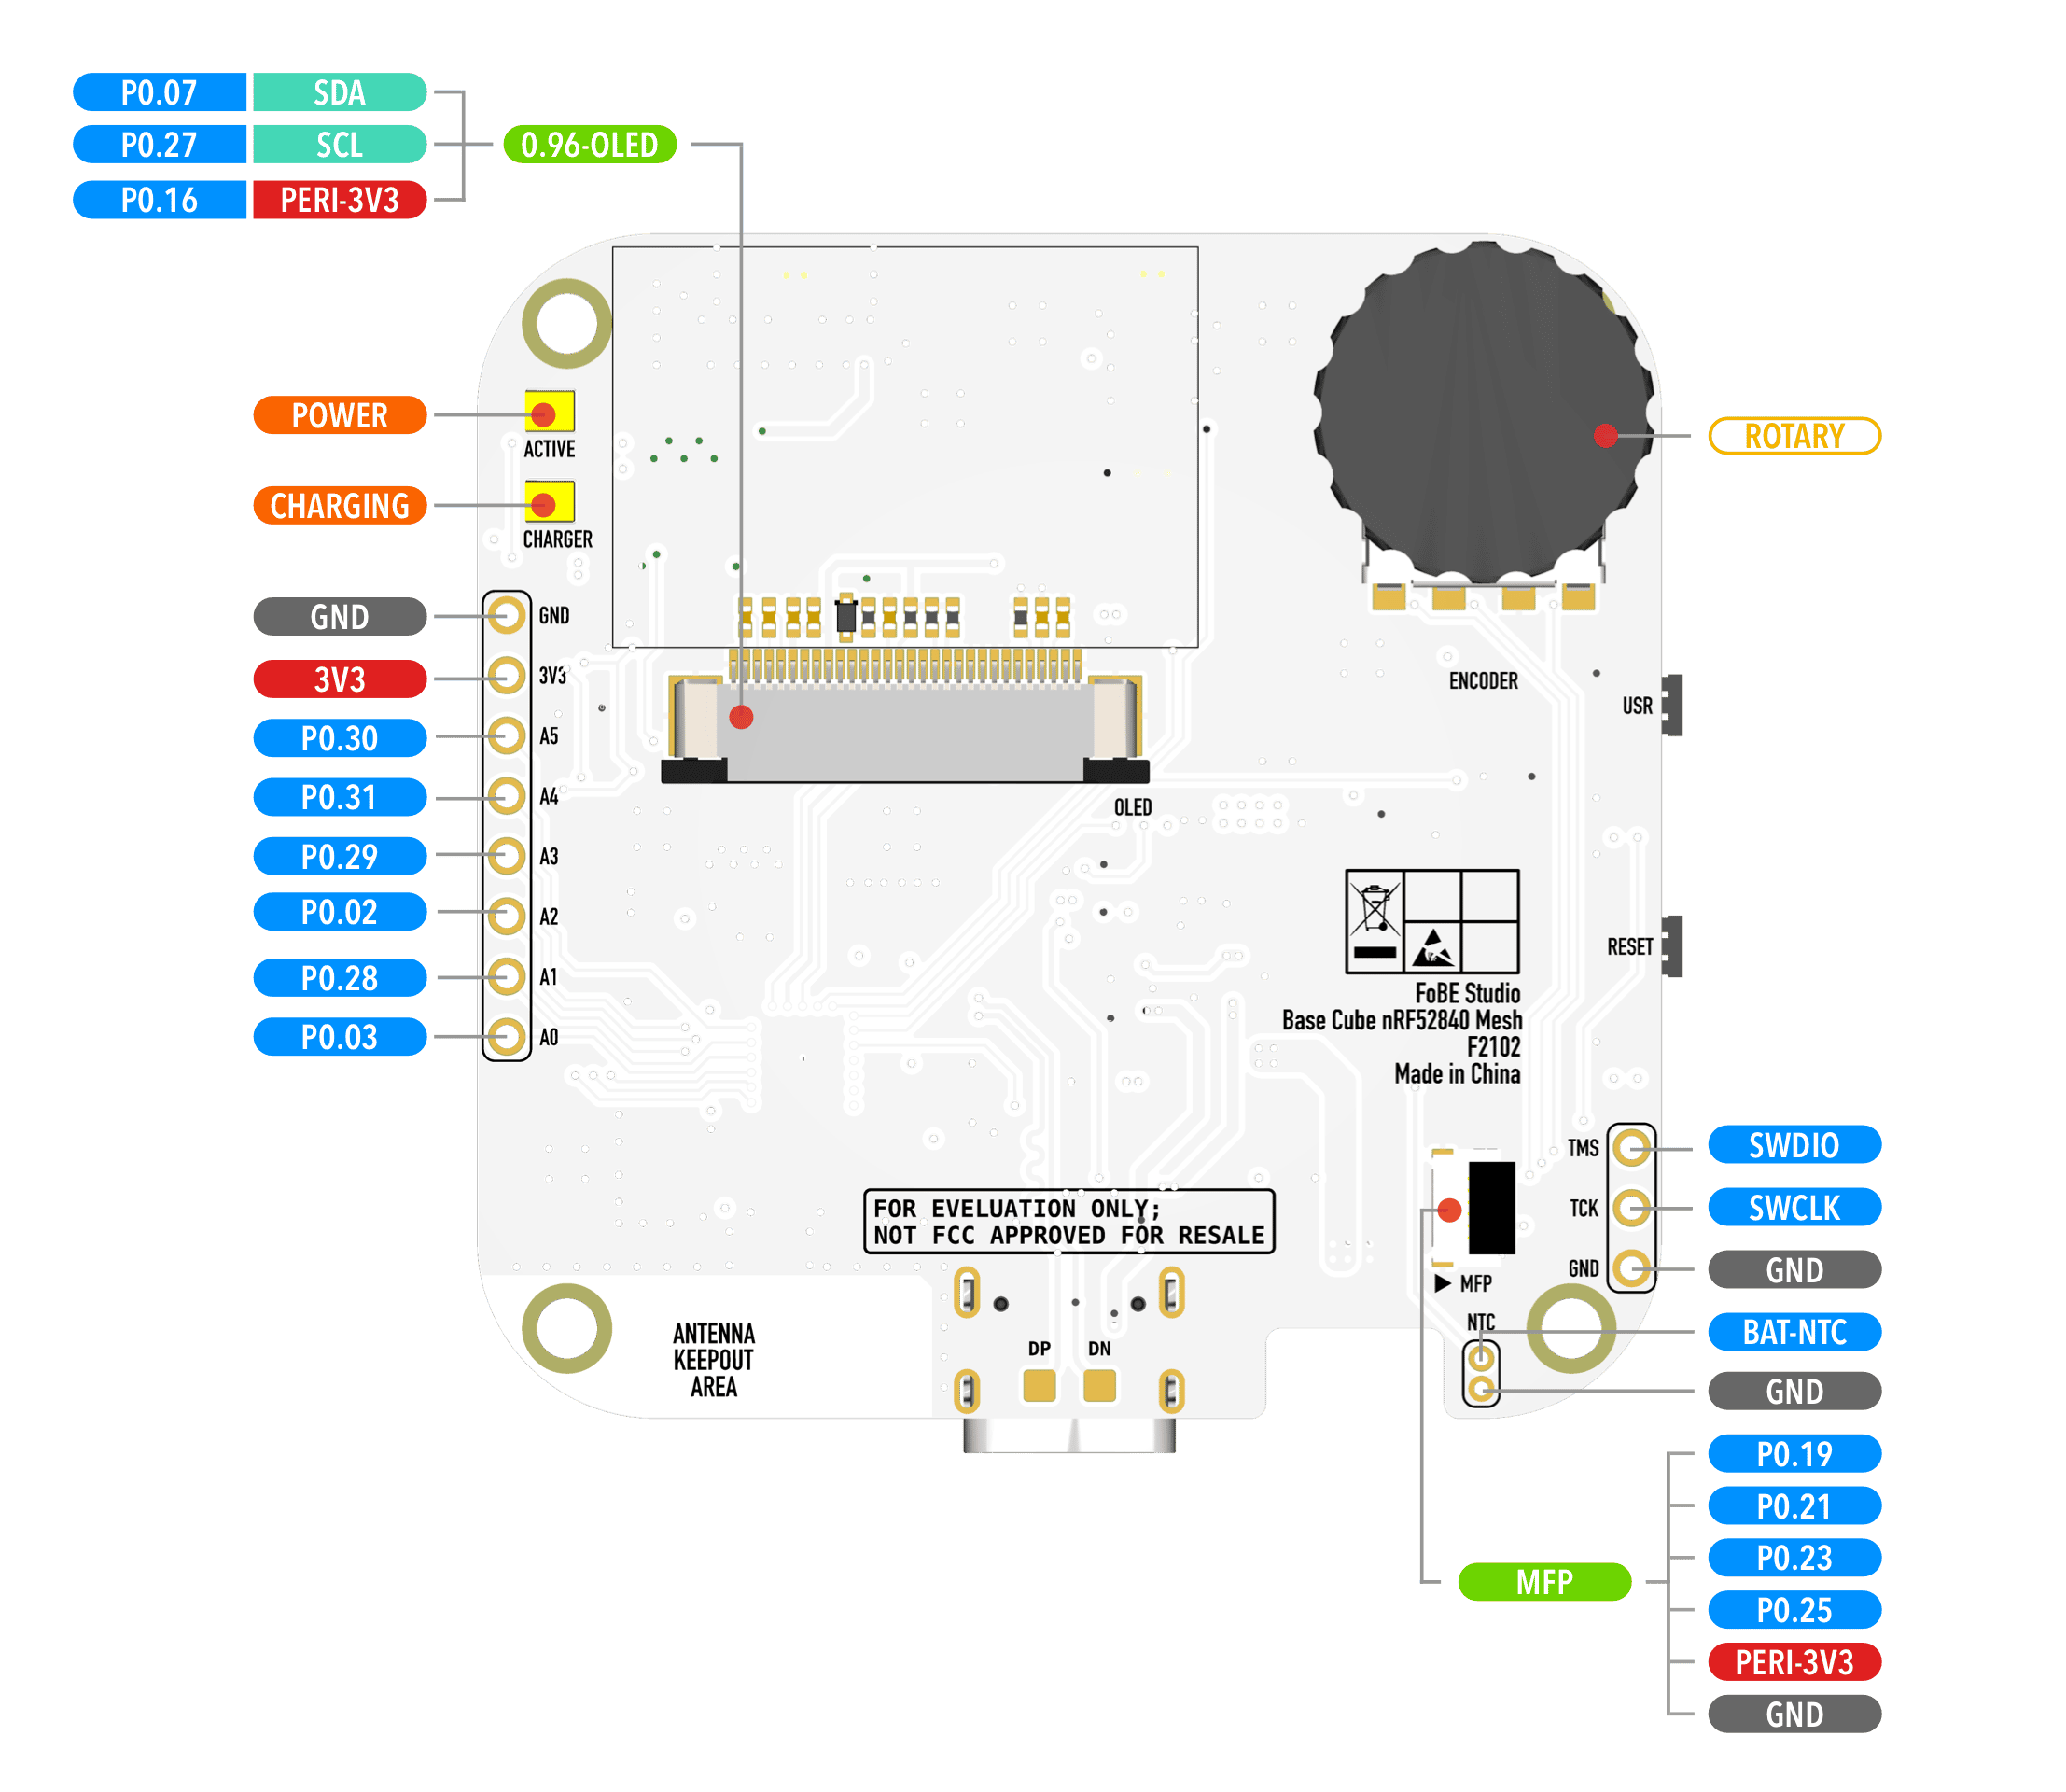 P0.07 SDA
P0.27 SCL
P0.16 PERI-3V3
0.96-OLED
POWER
ACTIVE
CHARGING
CHARGER
ROTARY
ENCODER
USR
RESET
GND GND
3V3 3V3
P0.30 A5
P0.31 A4
P0.29 A3
P0.02 A2
P0.28 A1
P0.03 A0
OLED
FoBE Studio
Base Cube nRF52840 Mesh
F2102
Made in China
TMS SWDIO
TCK SWCLK
GND GND
MFP
NTC
BAT-NTC
GND
FOR EVELUATION ONLY;
NOT FCC APPROVED FOR RESALE
ANTENNA
KEEPOUT
AREA
DP DN
MFP
P0.19
P0.21
P0.23
P0.25
PERI-3V3
GND